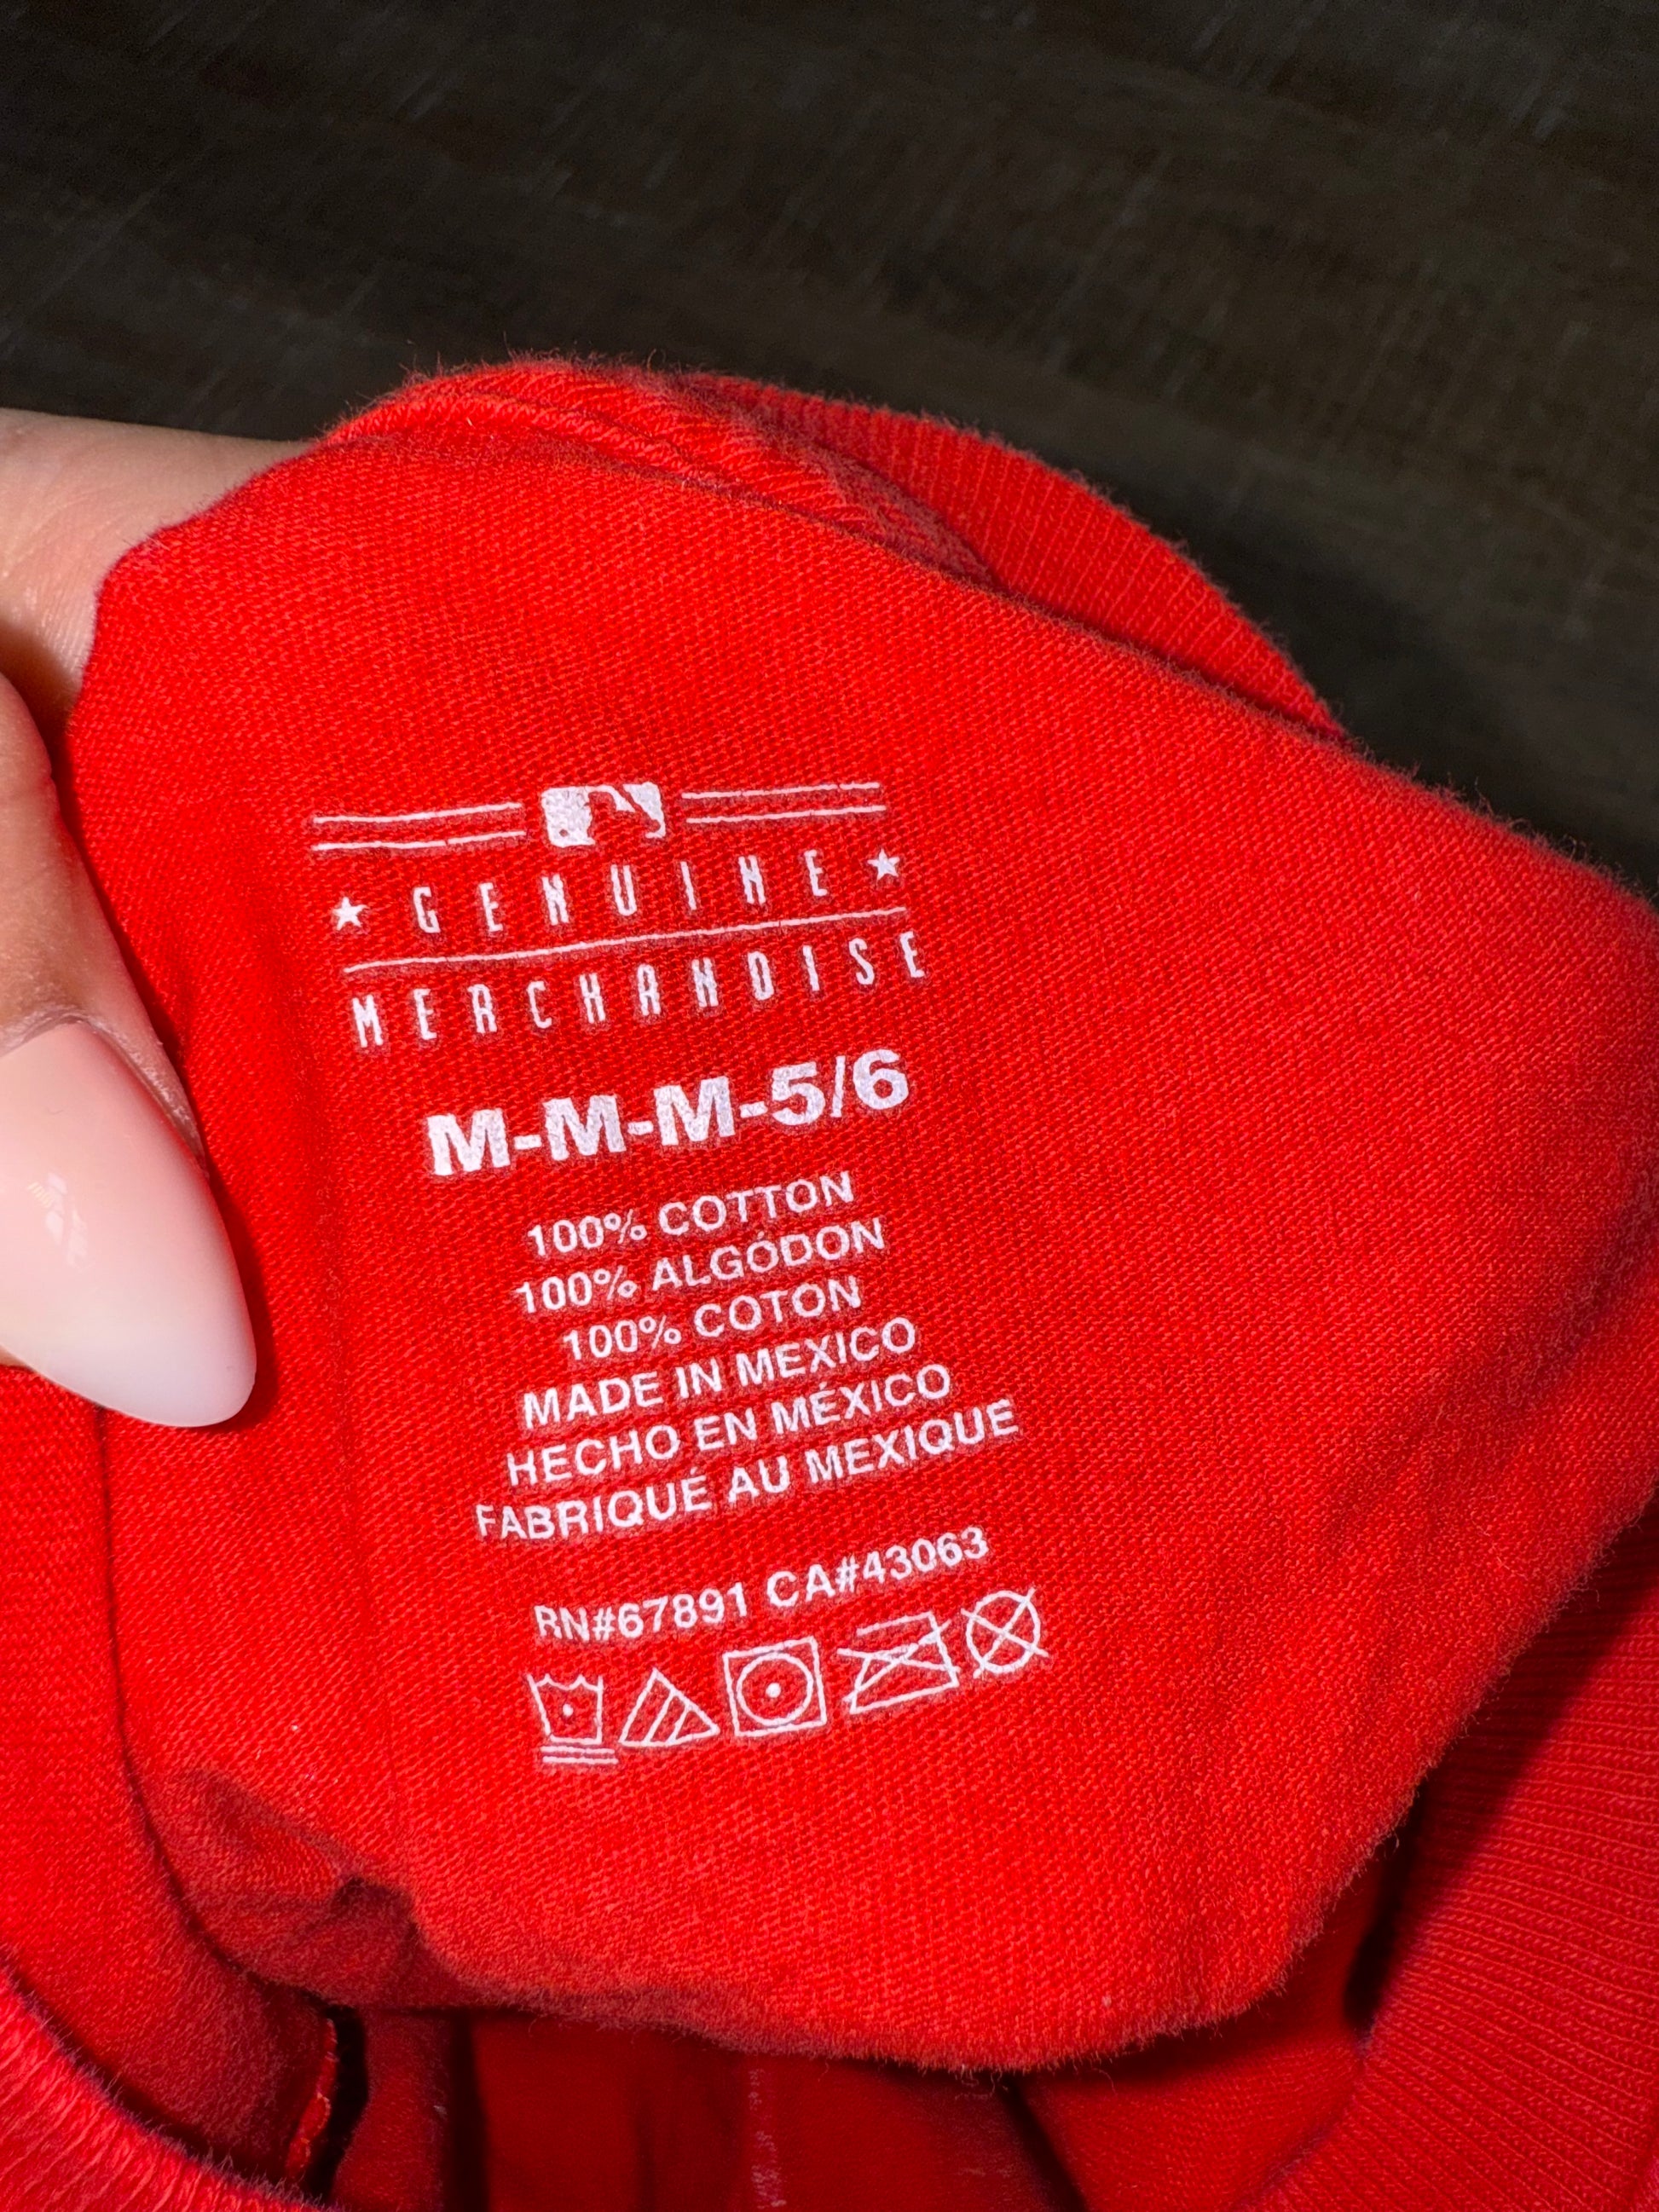 GENUINE
MERCHANDISE
M-M-M-5/6
100% COTTON
100% ALGÓDON
100% COTON
MADE IN MEXICO
HECHO EN MÉXICO
FABRIQUÉ AU MEXIQUE
RN#67891 CA#43063